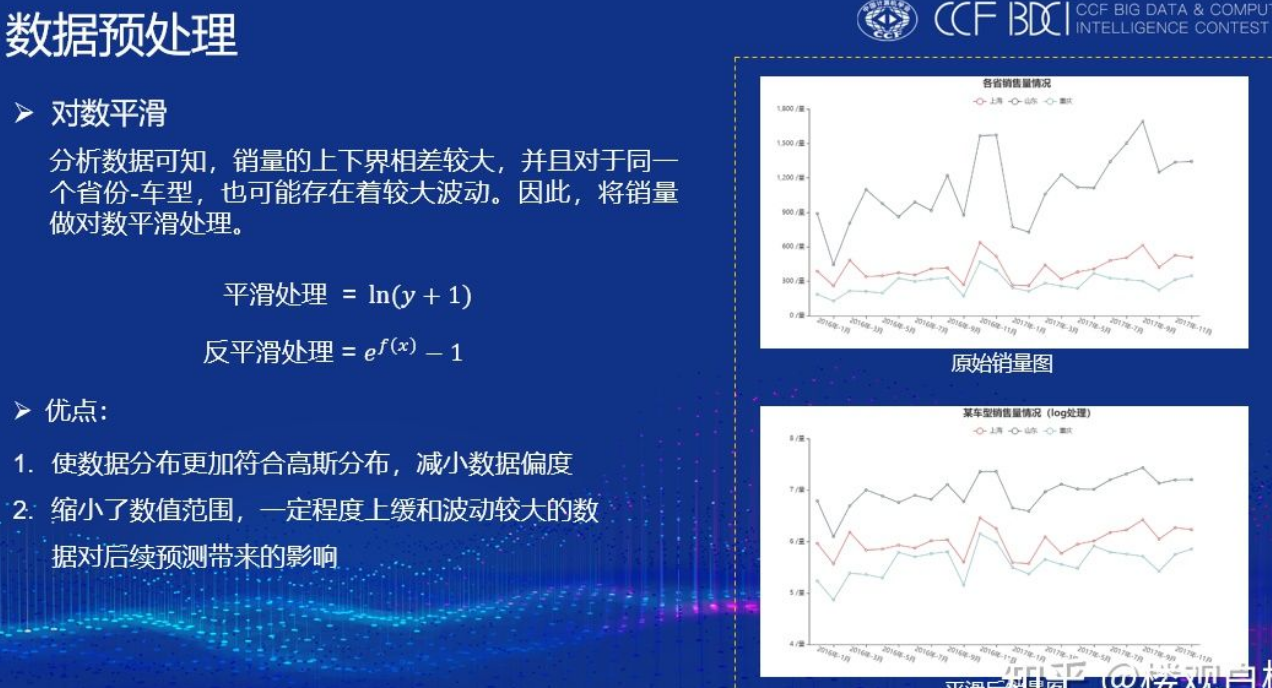 数据预处理
CCF BDCI
CCF BIG DATA & COMPUT
INTELLIGENCE CONTEST
➢ 对数平滑
分析数据可知，销量的上下界相差较大，并且对于同一
个省份-车型，也可能存在着较大波动。因此，将销量
做对数平滑处理。
平滑处理 = ln(y + 1)
反平滑处理 = e^f(x) − 1
➢ 优点：
1. 使数据分布更加符合高斯分布，减小数据偏度
2. 缩小了数值范围，一定程度上缓和波动较大的数
据对后续预测带来的影响
各省销售量情况
上海 山东 重庆
1,800 /量
1,500 /量
1,200 /量
900 /量
600 /量
300 /量
0 /量
2016年-1月 2016年-3月 2016年-5月 2016年-7月 2016年-9月 2016年-11月 2017年-1月 2017年-3月 2017年-5月 2017年-7月 2017年-9月 2017年-11月
原始销量图
某车型销售量情况（log处理）
上海 山东 重庆
8 /量
7 /量
6 /量
5 /量
4 /量
2016年-1月 2016年-3月 2016年-5月 2016年-7月 2016年-9月 2016年-11月 2017年-1月 2017年-3月 2017年-5月 2017年-7月 2017年-9月 2017年-11月
平滑后销量图
知乎